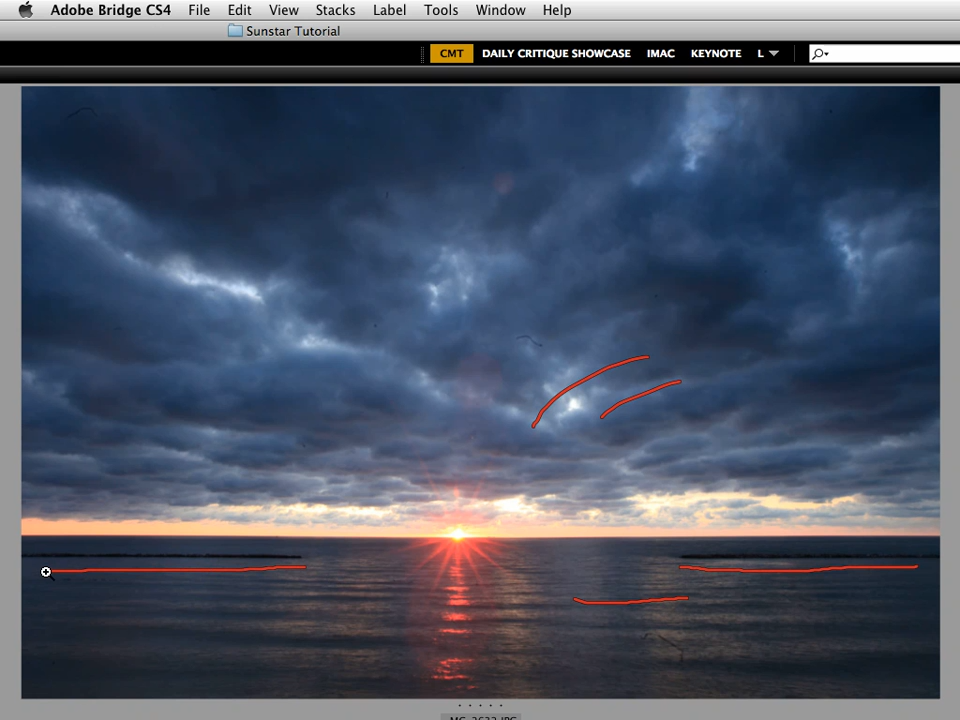 Adobe Bridge CS4 File Edit View Stacks Label Tools Window Help
Sunstar Tutorial
CMT DAILY CRITIQUE SHOWCASE IMAC KEYNOTE L